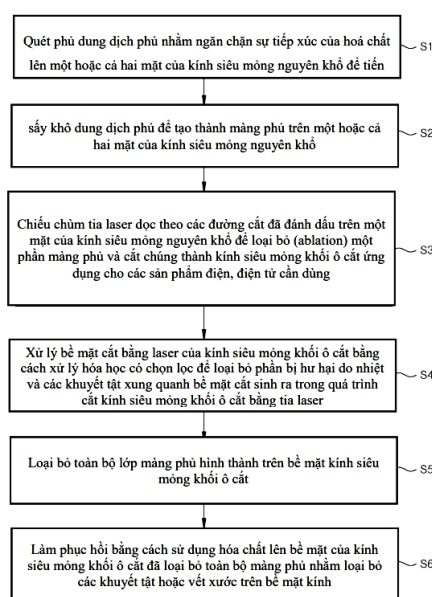 Quét phủ dung dịch phủ nhằm ngăn chặn sự tiếp xúc của hoá chất
lên một hoặc cả hai mặt của kính siêu mỏng nguyên khổ để tiến
S1
sấy khô dung dịch phủ để tạo thành màng phủ trên một hoặc cả
hai mặt của kính siêu mỏng nguyên khổ
S2
Chiếu chùm tia laser dọc theo các đường cắt đã đánh dấu trên một
mặt của kính siêu mỏng nguyên khổ để loại bỏ (ablation) một
phần màng phủ và cắt chúng thành kính siêu mỏng khối ô cắt ứng
dụng cho các sản phẩm điện, điện tử cần dùng
S3
Xử lý bề mặt cắt bằng laser của kính siêu mỏng khối ô cắt bằng
cách xử lý hóa học có chọn lọc để loại bỏ phần bị hư hại do nhiệt
và các khuyết tật xung quanh bề mặt cắt sinh ra trong quá trình
cắt kính siêu mỏng khối ô cắt bằng tia laser
S4
Loại bỏ toàn bộ lớp màng phủ hình thành trên bề mặt kính siêu
mỏng khối ô cắt
S5
Làm phục hồi bằng cách sử dụng hóa chất lên bề mặt của kính
siêu mỏng khối ô cắt đã loại bỏ toàn bộ màng phủ nhằm loại bỏ
các khuyết tật hoặc vết xước trên bề mặt kính
S6